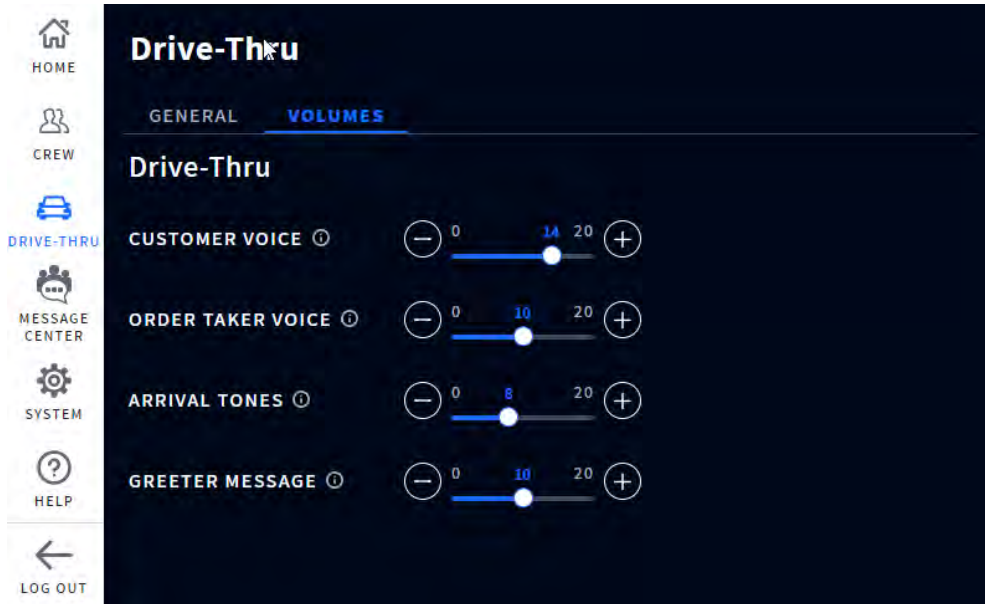 HOME
CREW
DRIVE-THRU
MESSAGE
CENTER
SYSTEM
HELP
LOG OUT
Drive-Thru
GENERAL VOLUMES
Drive-Thru
CUSTOMER VOICE 0 14 20
ORDER TAKER VOICE 0 10 20
ARRIVAL TONES 0 8 20
GREETER MESSAGE 0 10 20